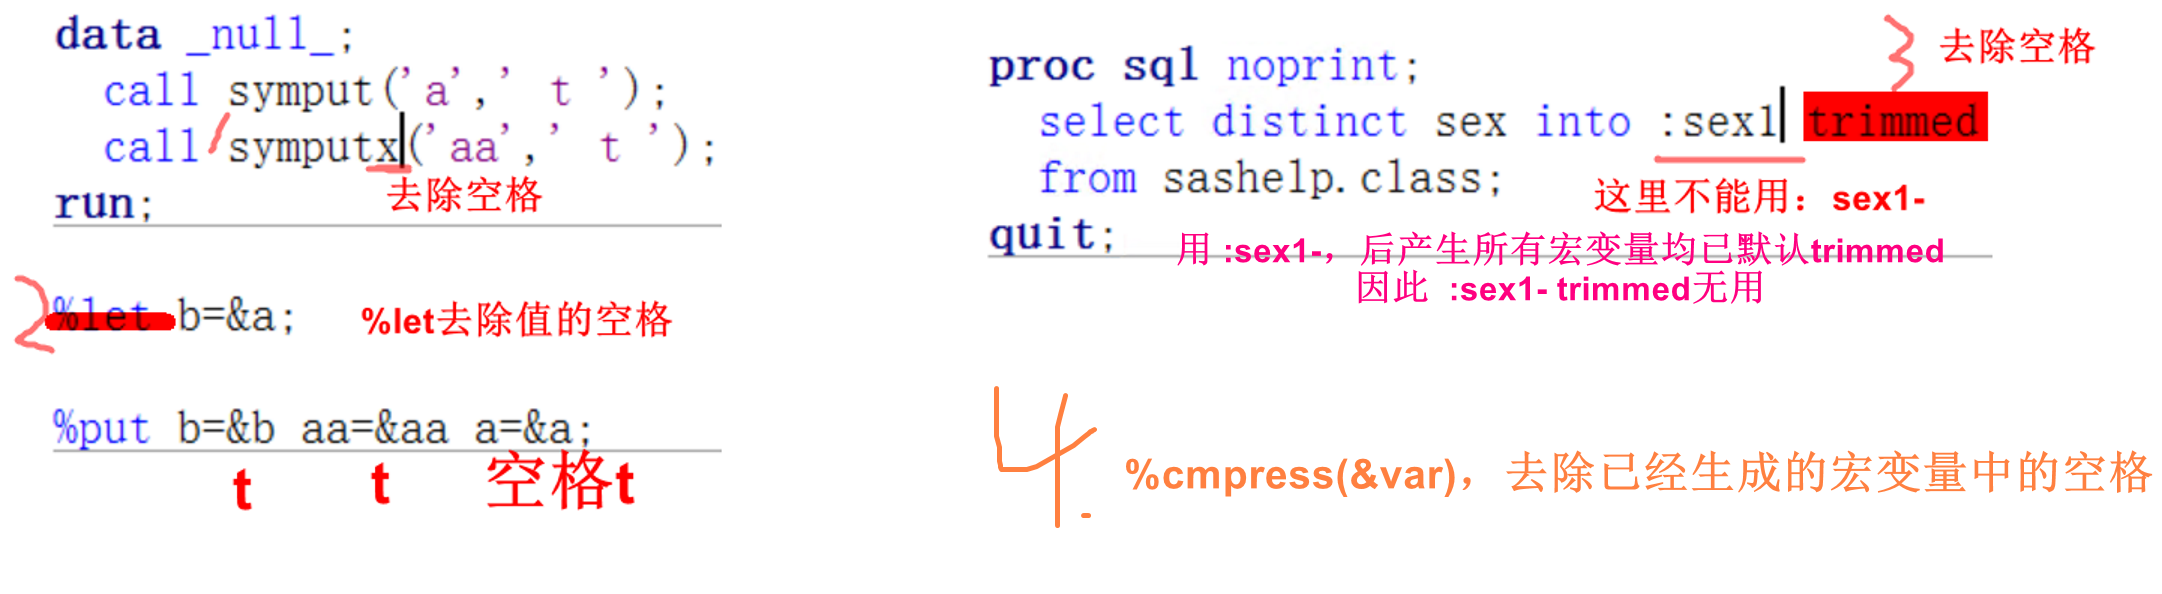 data _null_;
call symput('a',' t ');
call symputx('aa',' t ');
去除空格
run;
2
%let b=&a;
%let去除值的空格
%put b=&b aa=&aa a=&a;
t t 空格t
3 去除空格
proc sql noprint;
select distinct sex into :sex1 trimmed
from sashelp.class;
这里不能用：sex1-
quit;
用 :sex1-，后产生所有宏变量均已默认trimmed
因此 :sex1- trimmed无用
4.
%cmpress(&var)，去除已经生成的宏变量中的空格